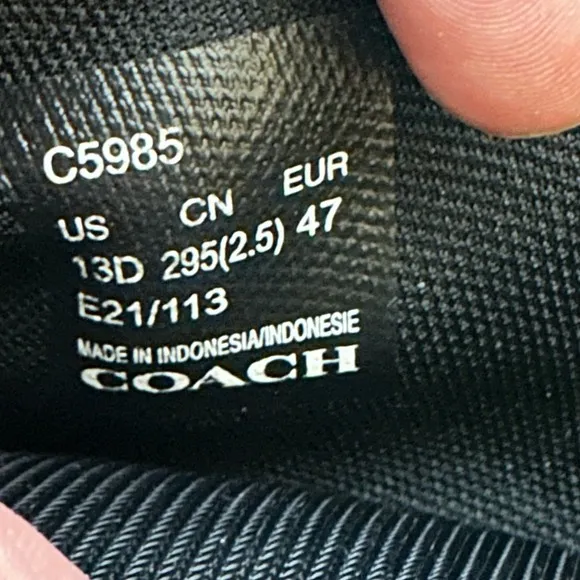 C5985
US CN EUR
13D 295(2.5) 47
E21/113
MADE IN INDONESIA/INDONESIE
COACH